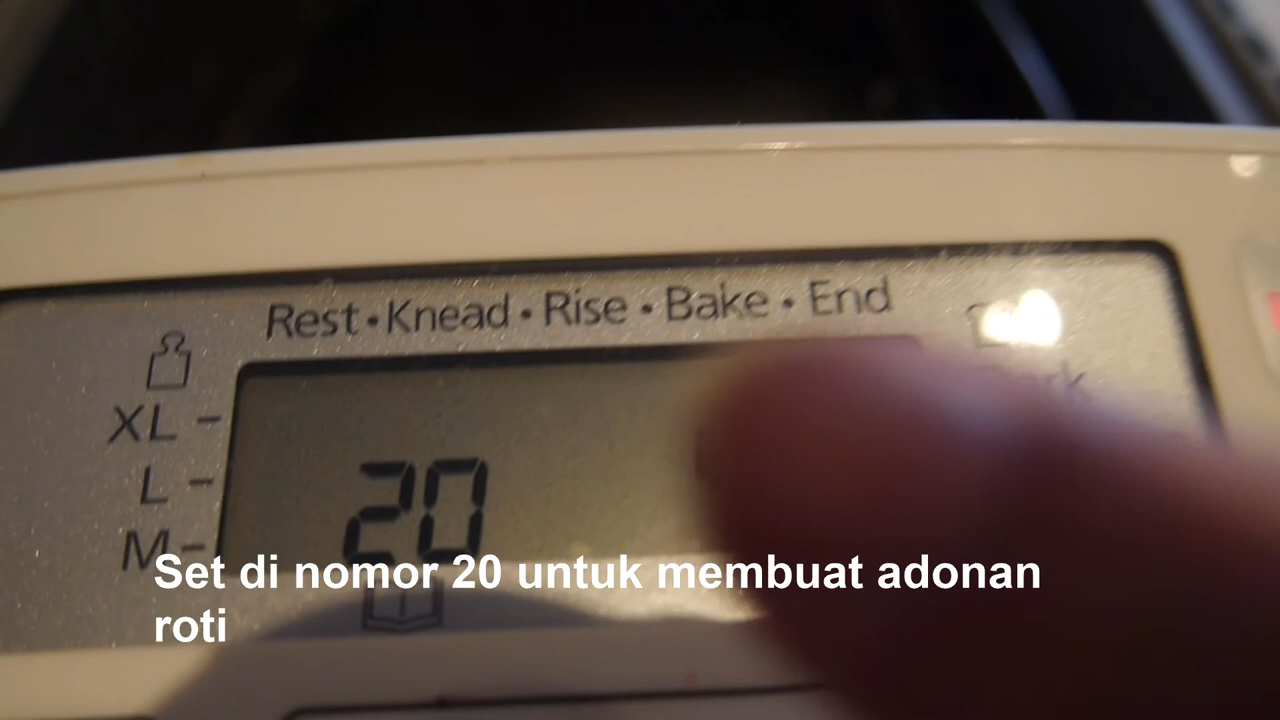 Rest • Knead • Rise • Bake • End
XL –
L –
M –
20
Set di nomor 20 untuk membuat adonan
roti